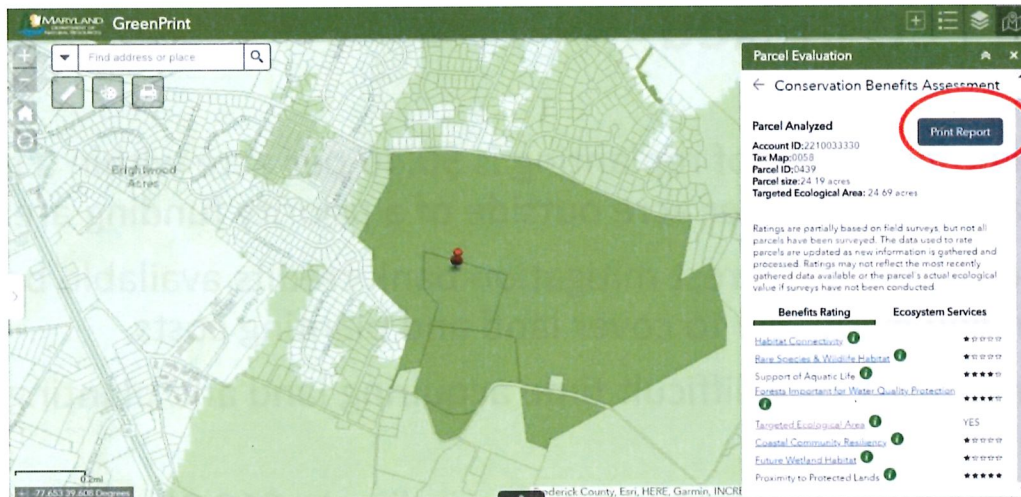 MARYLAND
DEPARTMENT OF
NATURAL RESOURCES
GreenPrint
Find address or place
Brightwood
Acres
0.2mi
-77.653 39.608 Degrees
Frederick County, Esri, HERE, Garmin, INCRE
Parcel Evaluation
Conservation Benefits Assessment
Print Report
Parcel Analyzed
Account ID:2210033330
Tax Map:0058
Parcel ID:0439
Parcel size:24.19 acres
Targeted Ecological Area: 24.69 acres
Ratings are partially based on field surveys, but not all
parcels have been surveyed. The data used to rate
parcels are updated as new information is gathered and
processed. Ratings may not reflect the most recently
gathered data available or the parcel's actual ecological
value if surveys have not been conducted
Benefits Rating Ecosystem Services
Habitat Connectivity
Rare Species & Wildlife Habitat
Support of Aquatic Life
Forests Important for Water Quality Protection
Targeted Ecological Area YES
Coastal Community Resiliency
Future Wetland Habitat
Proximity to Protected Lands